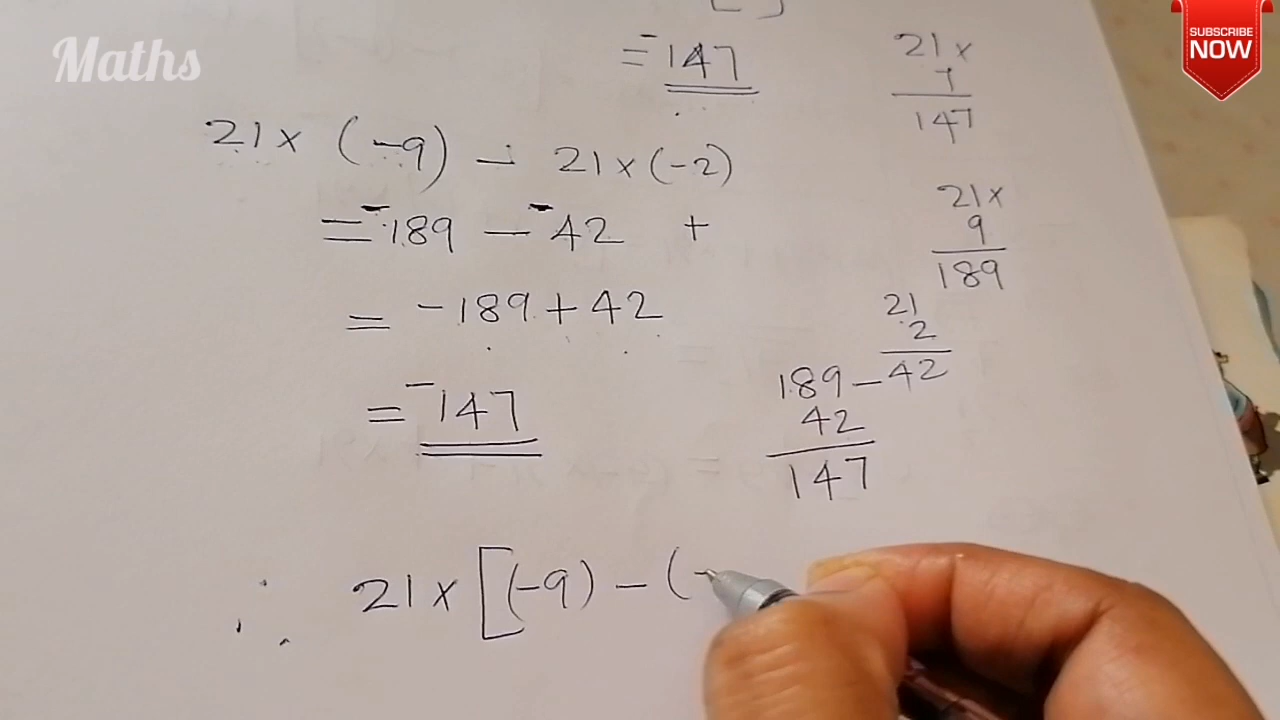 Maths
SUBSCRIBE
NOW
= -147
21 x
7
147
21 x (-9) - 21 x (-2)
= -189 - -42 +
= -189 + 42
= -147
21 x
9
189
21
2
42
189 -
42
147
∴ 21 x [(-9) - (-